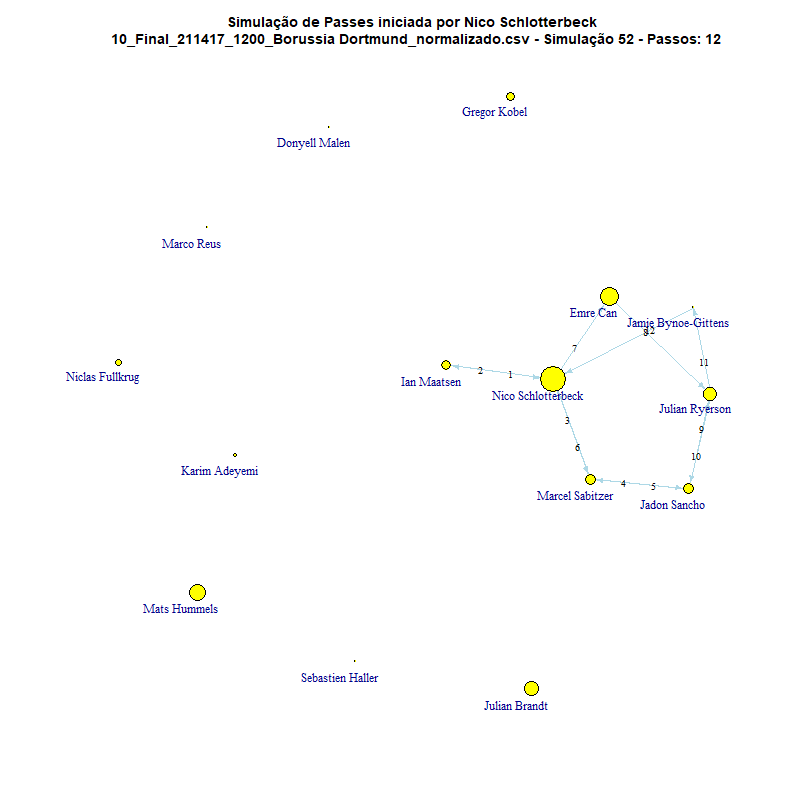 Simulação de Passes iniciada por Nico Schlotterbeck
10_Final_211417_1200_Borussia Dortmund_normalizado.csv - Simulação 52 - Passos: 12
Gregor Kobel
Donyell Malen
Marco Reus
Emre Can
Jamie Bynoe-Gittens
8
12
7
11
Niclas Fullkrug
Ian Maatsen
2
1
Nico Schlotterbeck
Julian Ryerson
3
9
6
10
Karim Adeyemi
4
5
Marcel Sabitzer
Jadon Sancho
Mats Hummels
Sebastien Haller
Julian Brandt